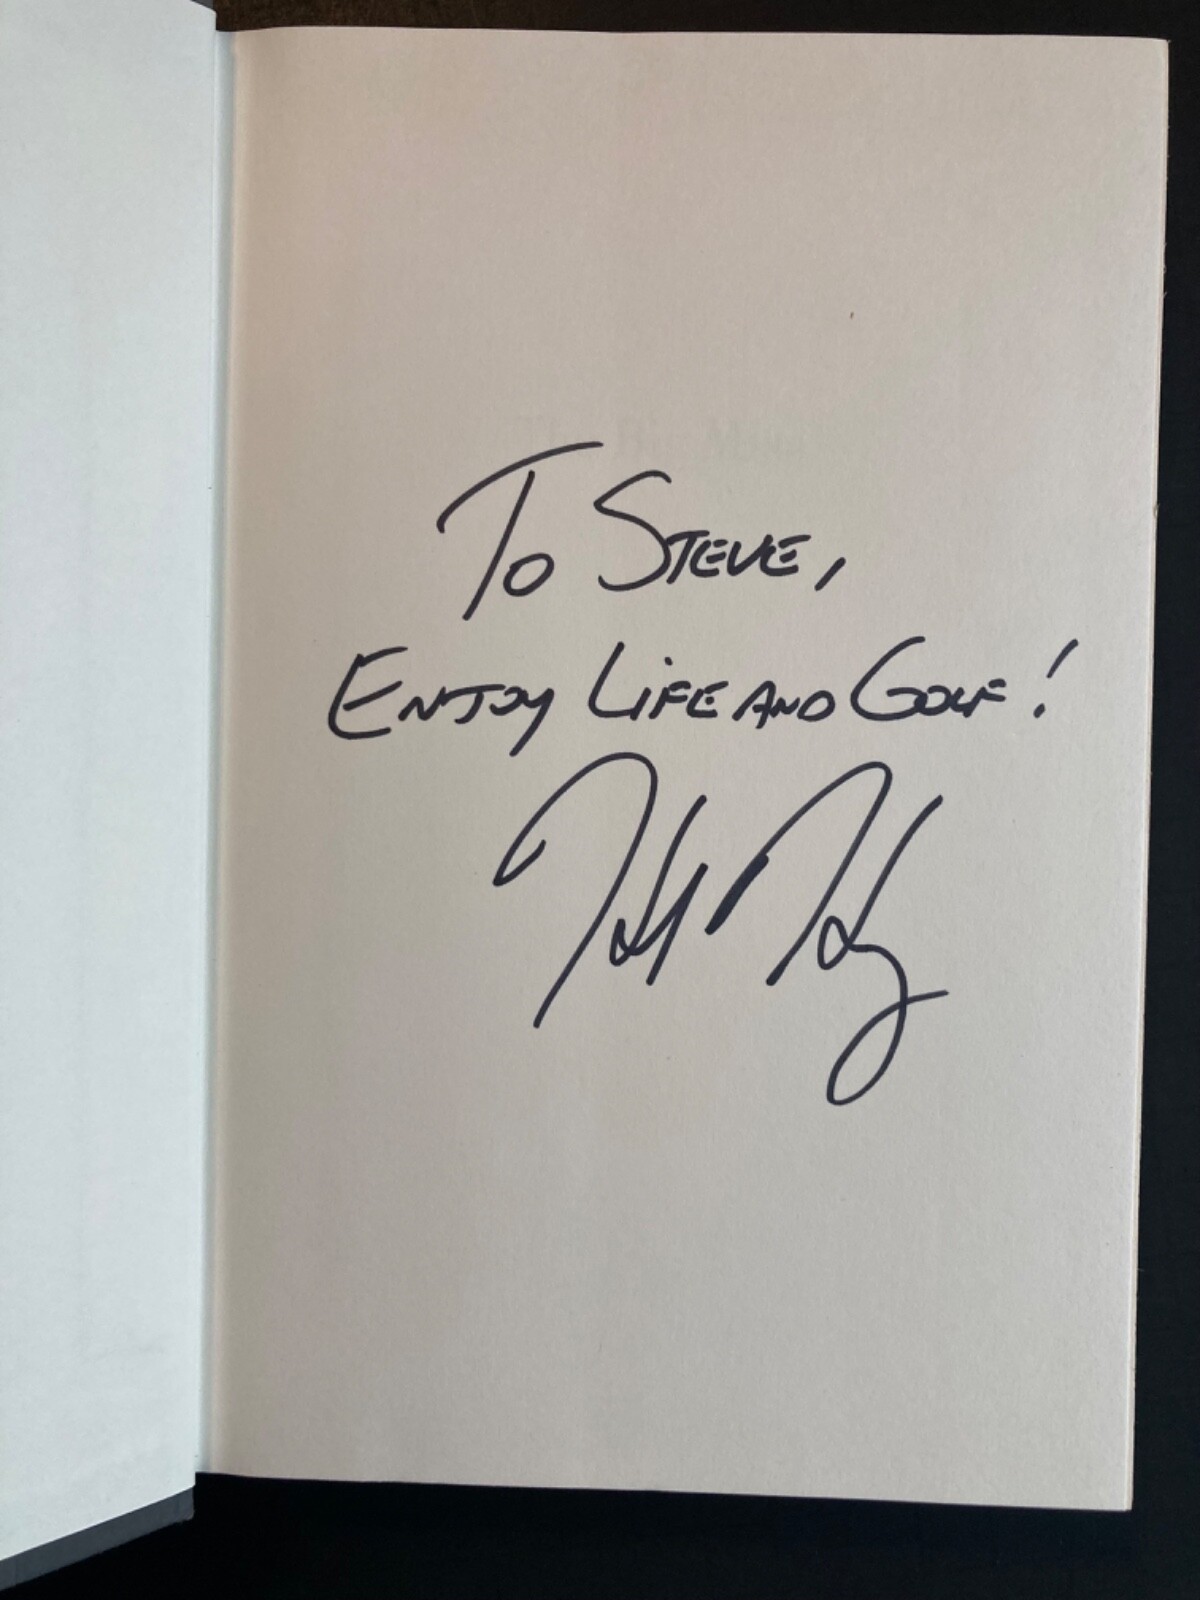 To Steve,
Enjoy Life and Golf!